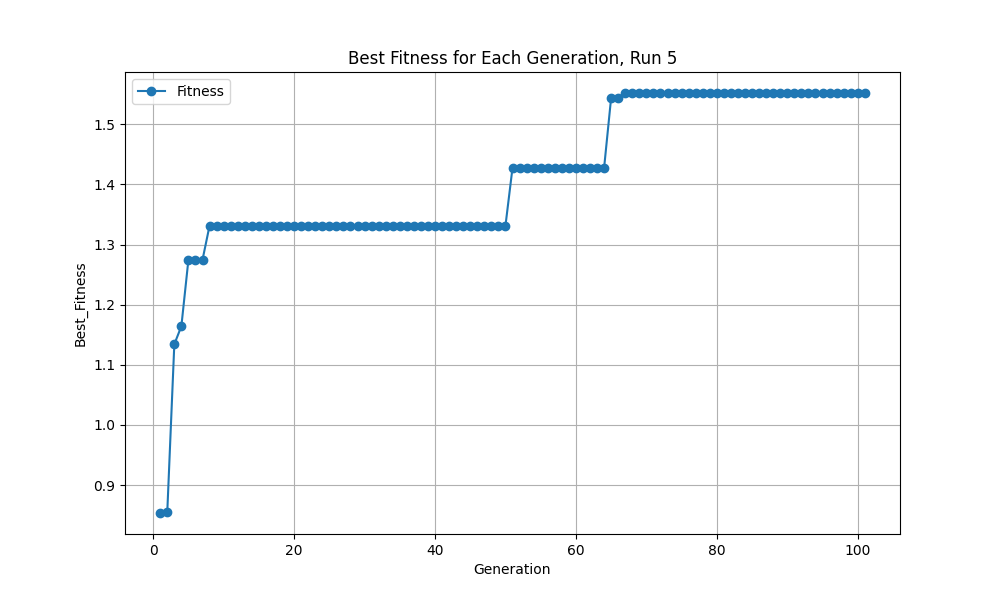 Best Fitness for Each Generation, Run 5
Fitness
1.5
1.4
1.3
1.2
1.1
1.0
0.9
Best_Fitness
0 20 40 60 80 100
Generation